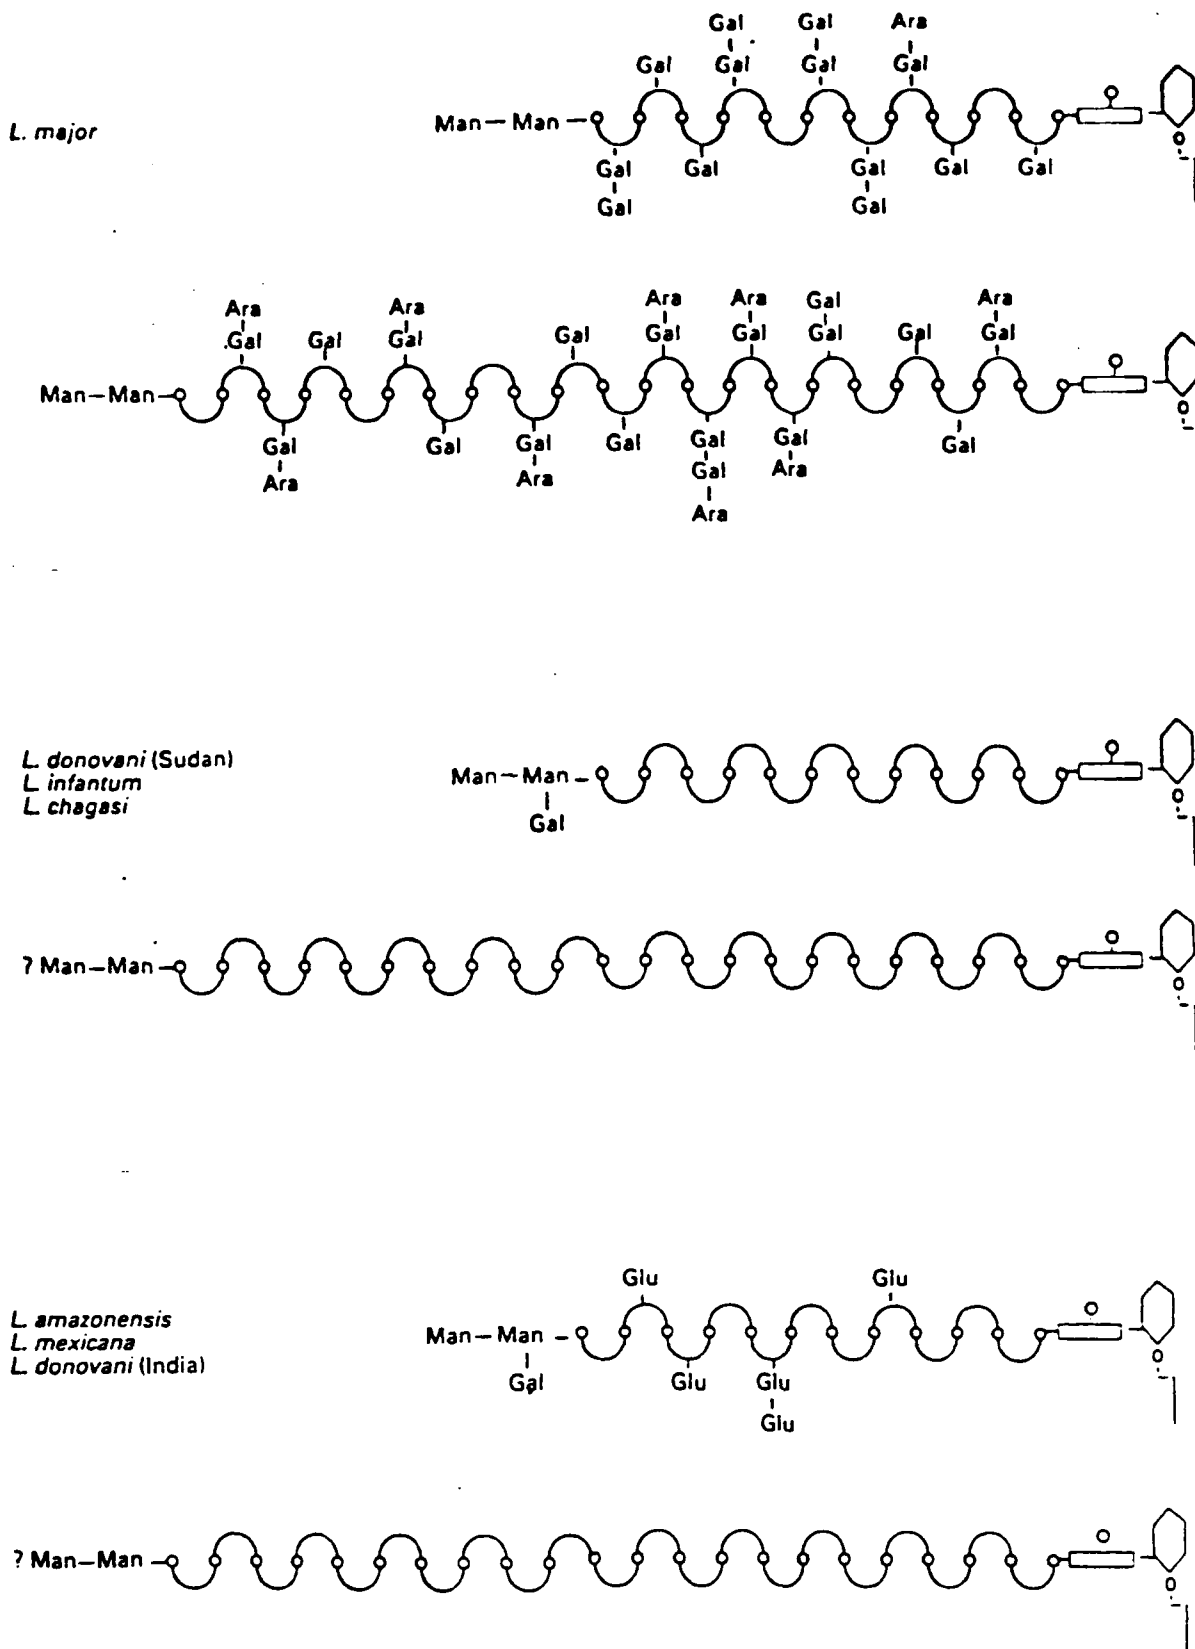 Gal Gal Ara
Gal Gal Gal Gal
L. major Man–Man–
Gal Gal Gal Gal Gal
Gal Gal
Ara Ara Ara Ara Gal Ara
Gal Gal Gal Gal Gal Gal Gal Gal Gal
Man–Man–
Gal Gal Gal Gal Gal Gal Gal
Ara Ara Gal Ara
Ara
L. donovani (Sudan)
L. infantum
L. chagasi
Man–Man–
Gal
? Man–Man–
Glu Glu
L. amazonensis
L. mexicana
L. donovani (India)
Man–Man–
Gal Glu Glu
Glu
? Man–Man–